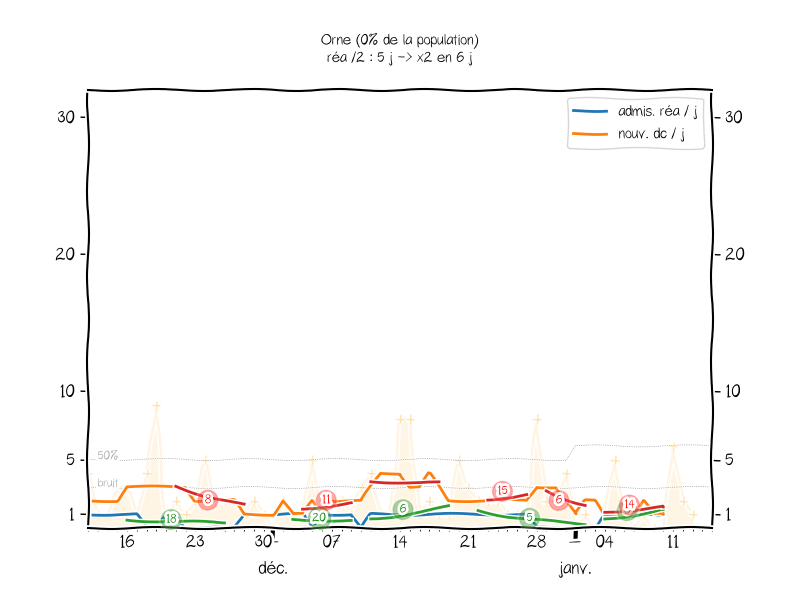 Orne (0% de la population)
réa /2 : 5 j -> x2 en 6 j
admis. réa / j
nouv. dc / j
30 30
20 20
10 10
50%
5 5
bruit
1 1
8 11 15 6 14
18 20 6 5
16 23 30 07 14 21 28 04 11
déc. janv.